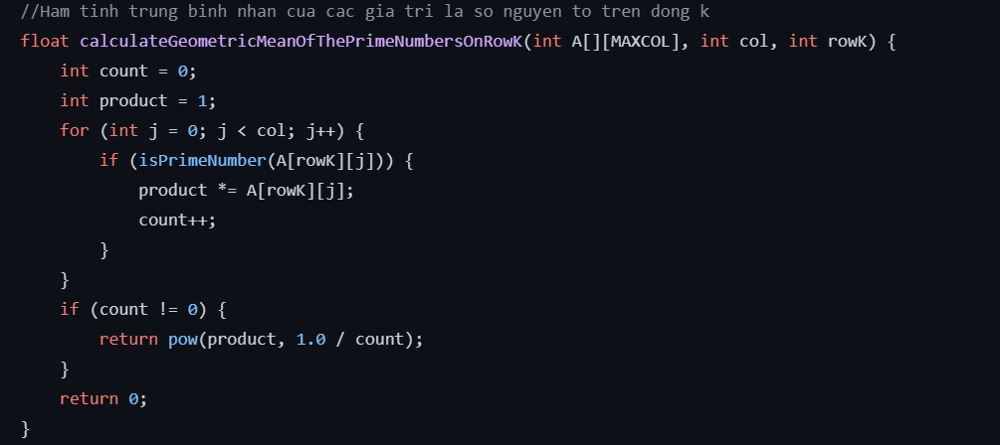 //Ham tinh trung binh nhan cua cac gia tri la so nguyen to tren dong k
float calculateGeometricMeanOfThePrimeNumbersOnRowK(int A[][MAXCOL], int col, int rowK) {
    int count = 0;
    int product = 1;
    for (int j = 0; j < col; j++) {
        if (isPrimeNumber(A[rowK][j])) {
            product *= A[rowK][j];
            count++;
        }
    }
    if (count != 0) {
        return pow(product, 1.0 / count);
    }
    return 0;
}